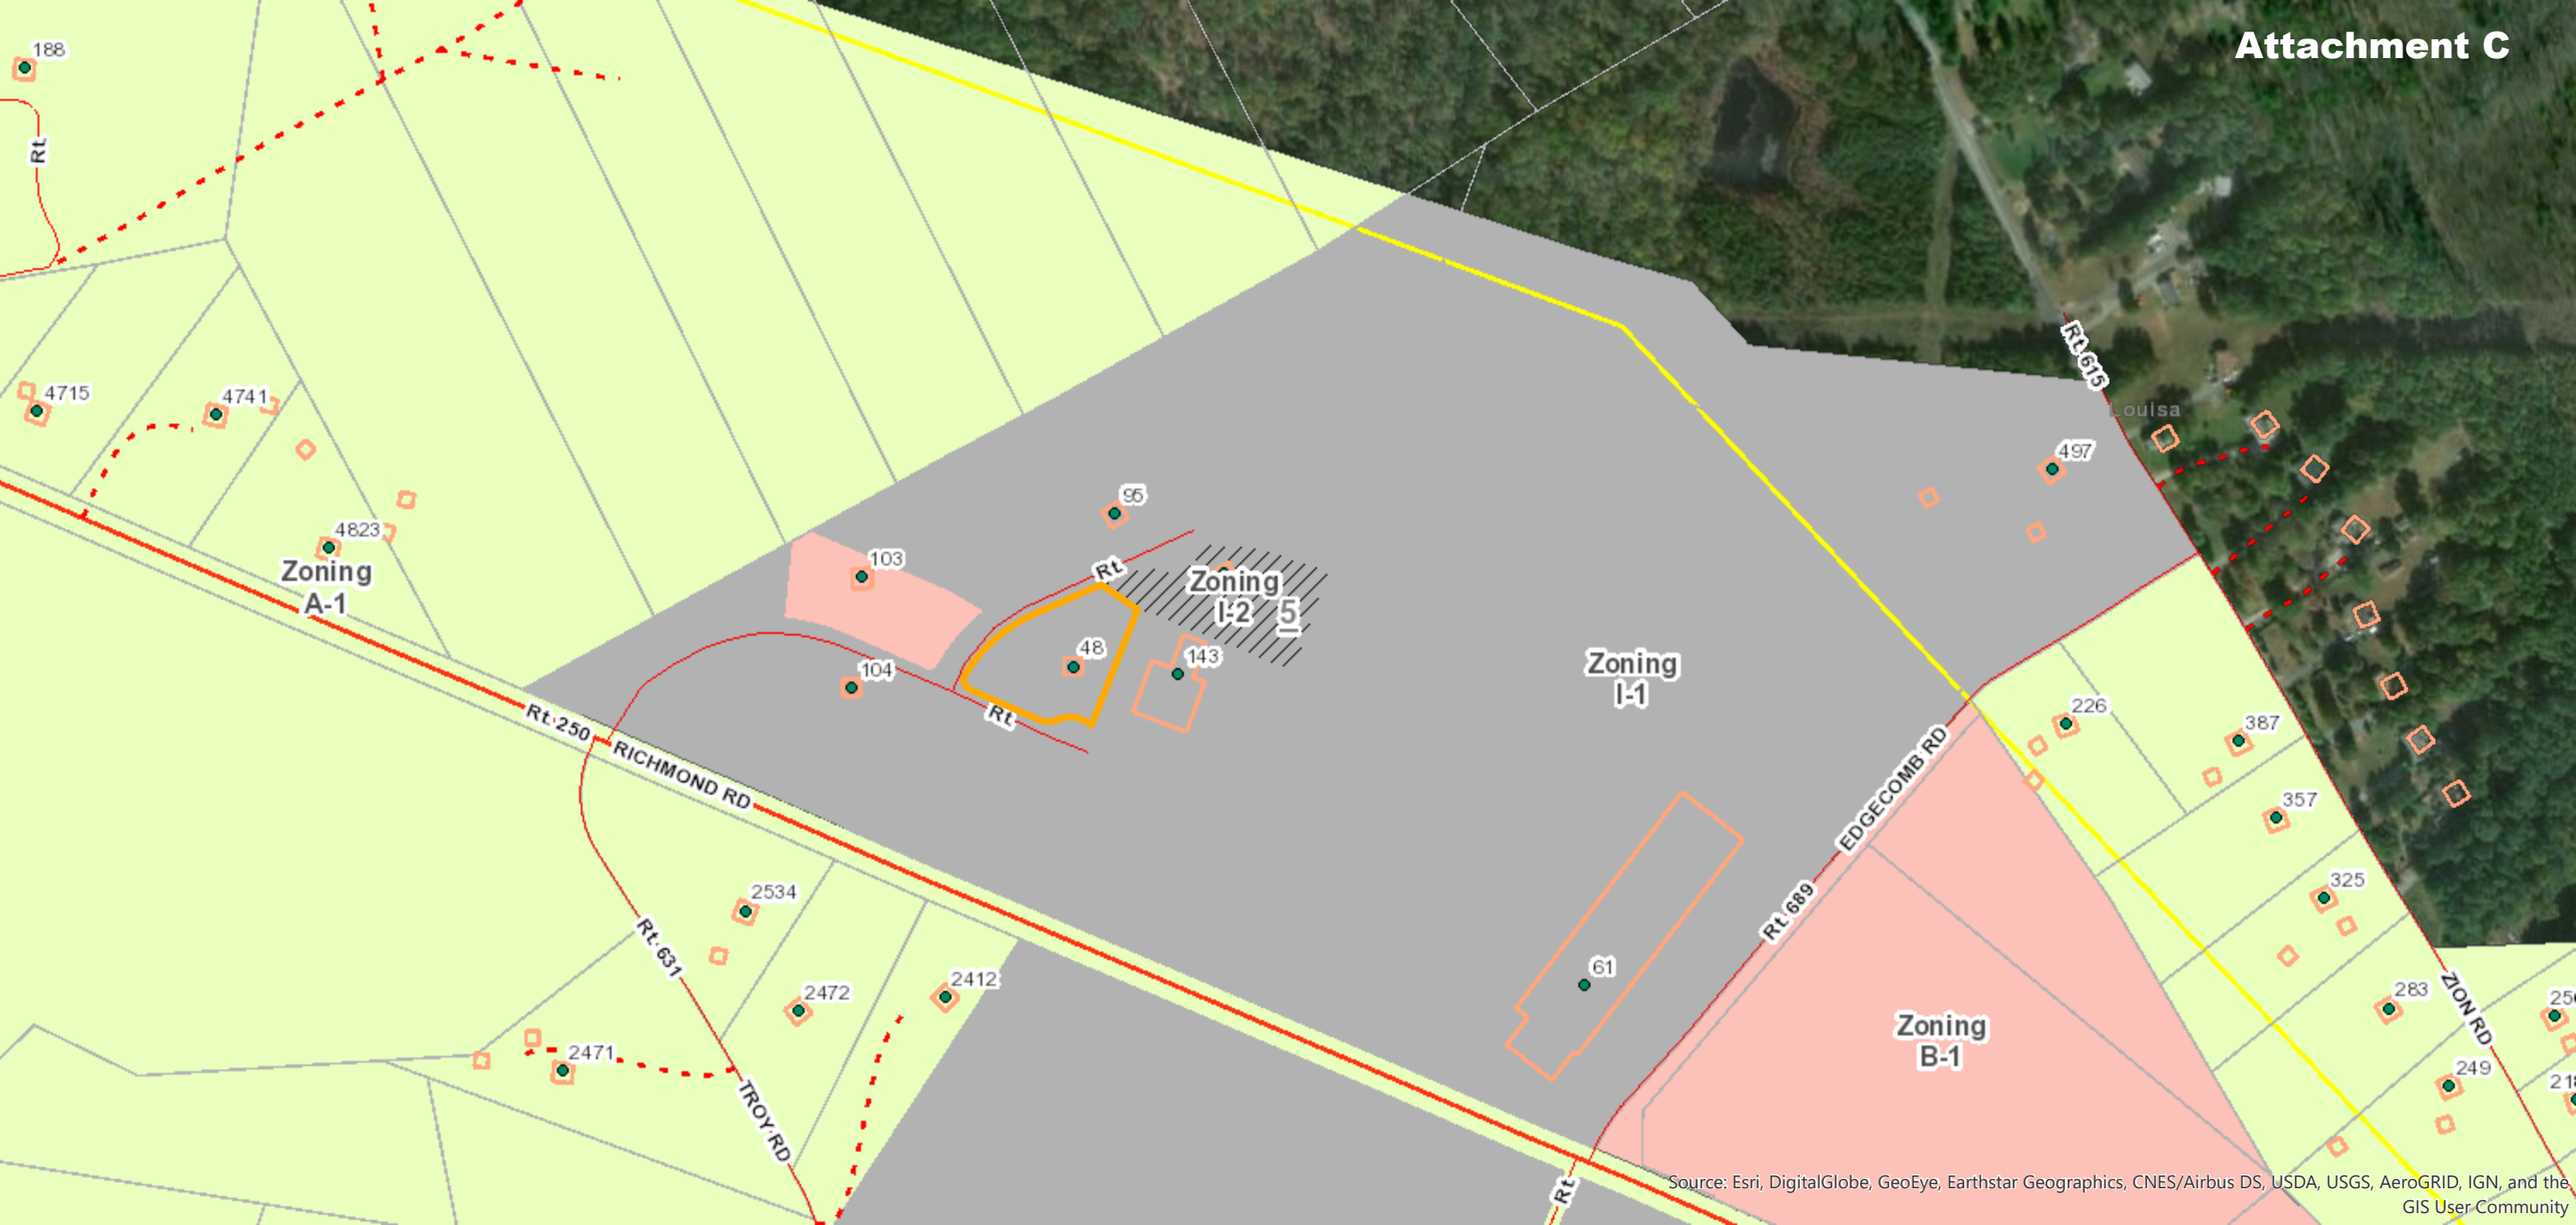 Attachment C
188
Rt
Rt 615
Louisa
4715
4741
497
95
4823
Zoning
A-1
103
Rt
Zoning
I-2 5
48
143
104
Zoning
I-1
Rt
226
Rt 250
RICHMOND RD
387
EDGECOMB RD
357
2534
325
Rt 689
Rt 631
61
2412
2472
283
ZION RD
Zoning
B-1
2471
249
TROY RD
Rt
Source: Esri, DigitalGlobe, GeoEye, Earthstar Geographics, CNES/Airbus DS, USDA, USGS, AeroGRID, IGN, and the
GIS User Community